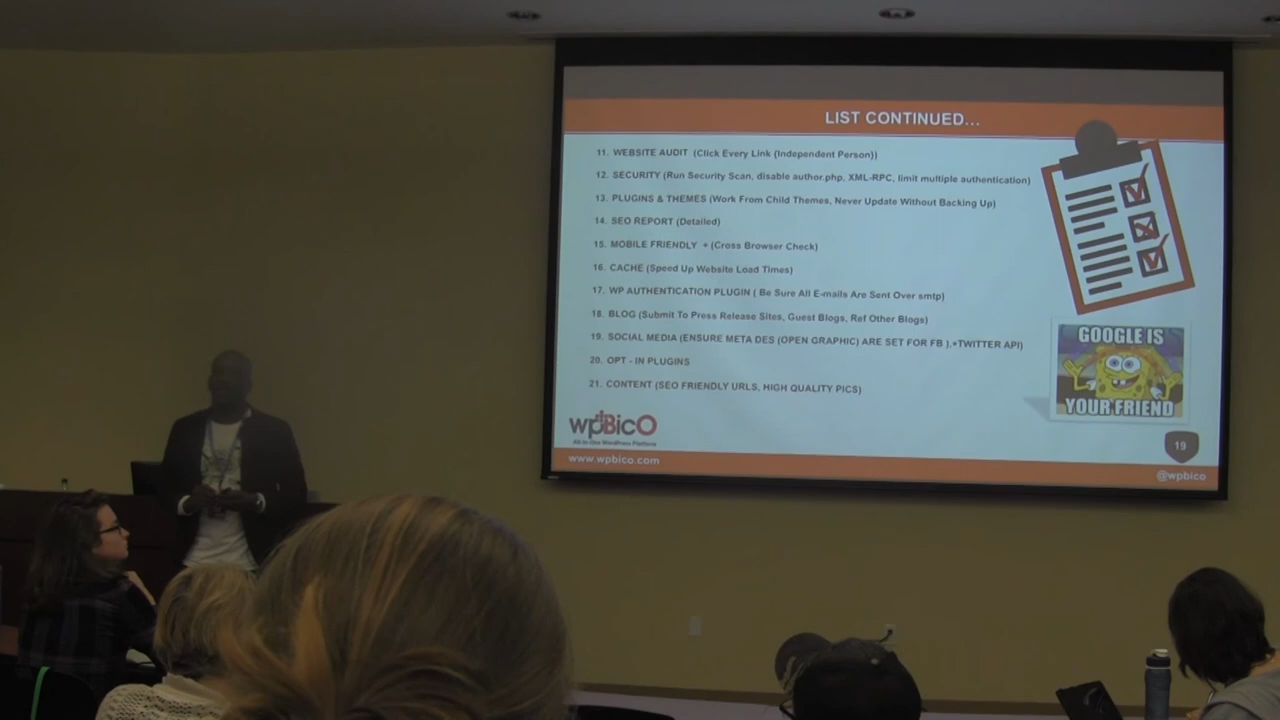 LIST CONTINUED...
11. WEBSITE AUDIT (Click Every Link {Independent Person})
12. SECURITY (Run Security Scan, disable author.php, XML-RPC, limit multiple authentication)
13. PLUGINS & THEMES (Work From Child Themes, Never Update Without Backing Up)
14. SEO REPORT (Detailed)
15. MOBILE FRIENDLY + (Cross Browser Check)
16. CACHE (Speed Up Website Load Times)
17. WP AUTHENTICATION PLUGIN ( Be Sure All E-mails Are Sent Over smtp)
18. BLOG (Submit To Press Release Sites, Guest Blogs, Ref Other Blogs)
19. SOCIAL MEDIA (ENSURE META DES (OPEN GRAPHIC) ARE SET FOR FB ),+TWITTER API)
20. OPT - IN PLUGINS
21. CONTENT (SEO FRIENDLY URLS, HIGH QUALITY PICS)
GOOGLE IS
YOUR FRIEND
wpBicO
All-In-One WordPress Platform
19
www.wpbico.com
@wpbico